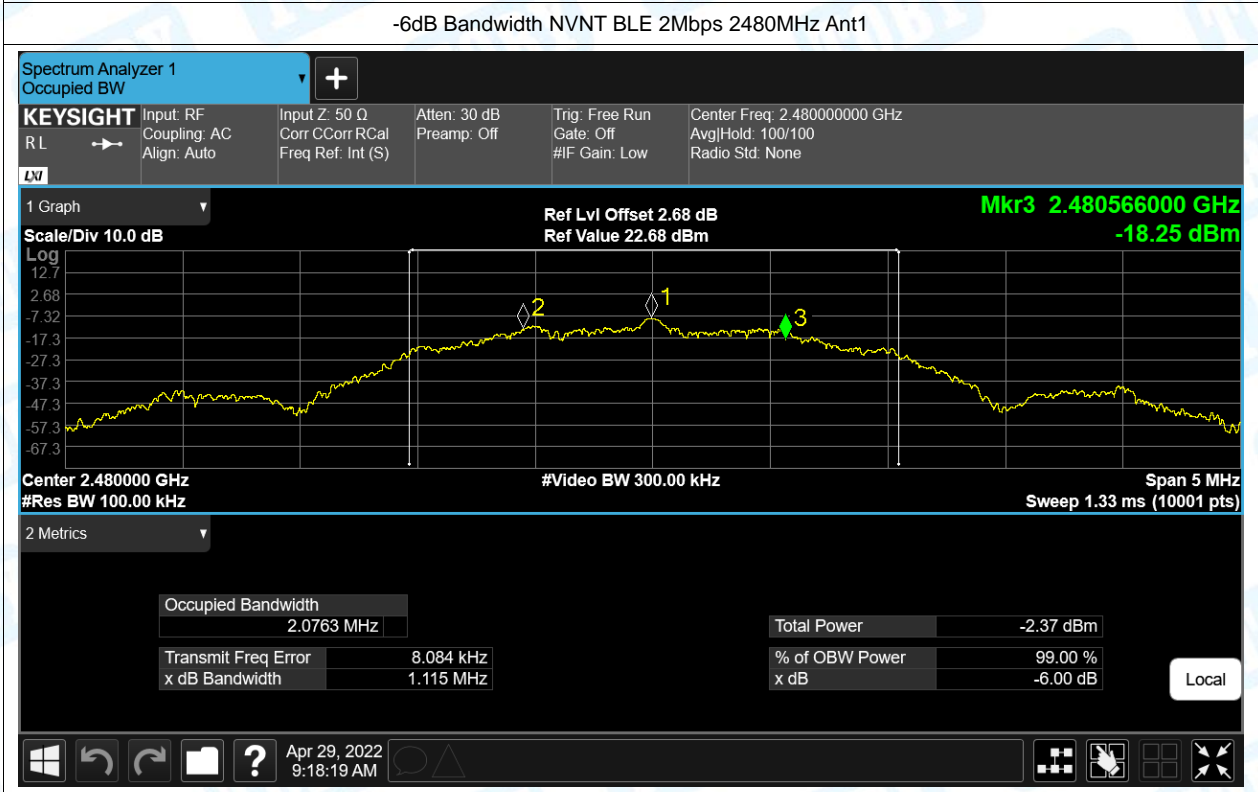 -6dB Bandwidth NVNT BLE 2Mbps 2480MHz Ant1
Spectrum Analyzer 1
Occupied BW
KEYSIGHT
RL
LXI
Input: RF
Coupling: AC
Align: Auto
Input Z: 50 Ω
Corr CCorr RCal
Freq Ref: Int (S)
Atten: 30 dB
Preamp: Off
Trig: Free Run
Gate: Off
#IF Gain: Low
Center Freq: 2.480000000 GHz
Avg|Hold: 100/100
Radio Std: None
1 Graph
Scale/Div 10.0 dB
Ref Lvl Offset 2.68 dB
Ref Value 22.68 dBm
Mkr3 2.480566000 GHz
-18.25 dBm
Log
12.7
2.68
-7.32
-17.3
-27.3
-37.3
-47.3
-57.3
-67.3
2
1
3
Center 2.480000 GHz
#Res BW 100.00 kHz
#Video BW 300.00 kHz
Span 5 MHz
Sweep 1.33 ms (10001 pts)
2 Metrics
Occupied Bandwidth
2.0763 MHz
Transmit Freq Error 8.084 kHz
x dB Bandwidth 1.115 MHz
Total Power -2.37 dBm
% of OBW Power 99.00 %
x dB -6.00 dB
Local
?
Apr 29, 2022
9:18:19 AM